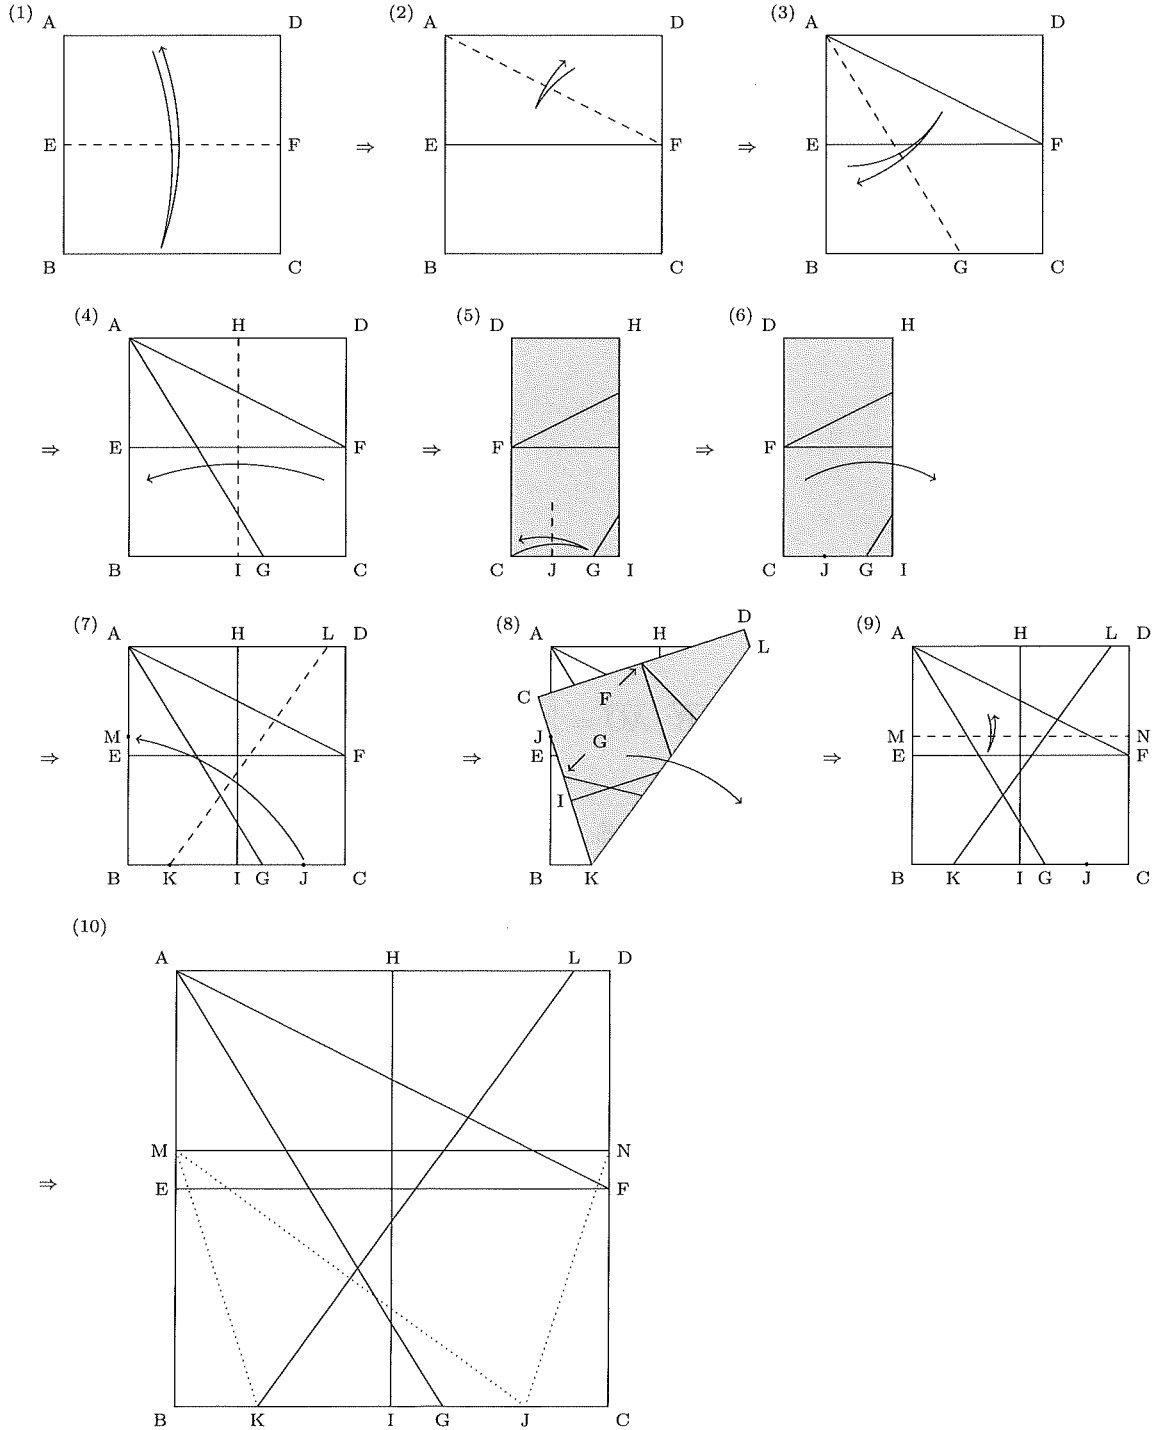 (1) (2) (3)
A D A D A D
E F ⇒ E F ⇒ E F
B C B C B G C
(4) (5) (6)
A H D D H D H
⇒ E F ⇒ F ⇒ F
B I G C C J G I C J G I
(7) (8) (9)
A H L D A H D L A H L D
C F
M J G M N
⇒ E F ⇒ E ⇒ E F
I
B K I G J C B K B K I G J C
(10)
A H L D
M N
⇒ E F
B K I G J C